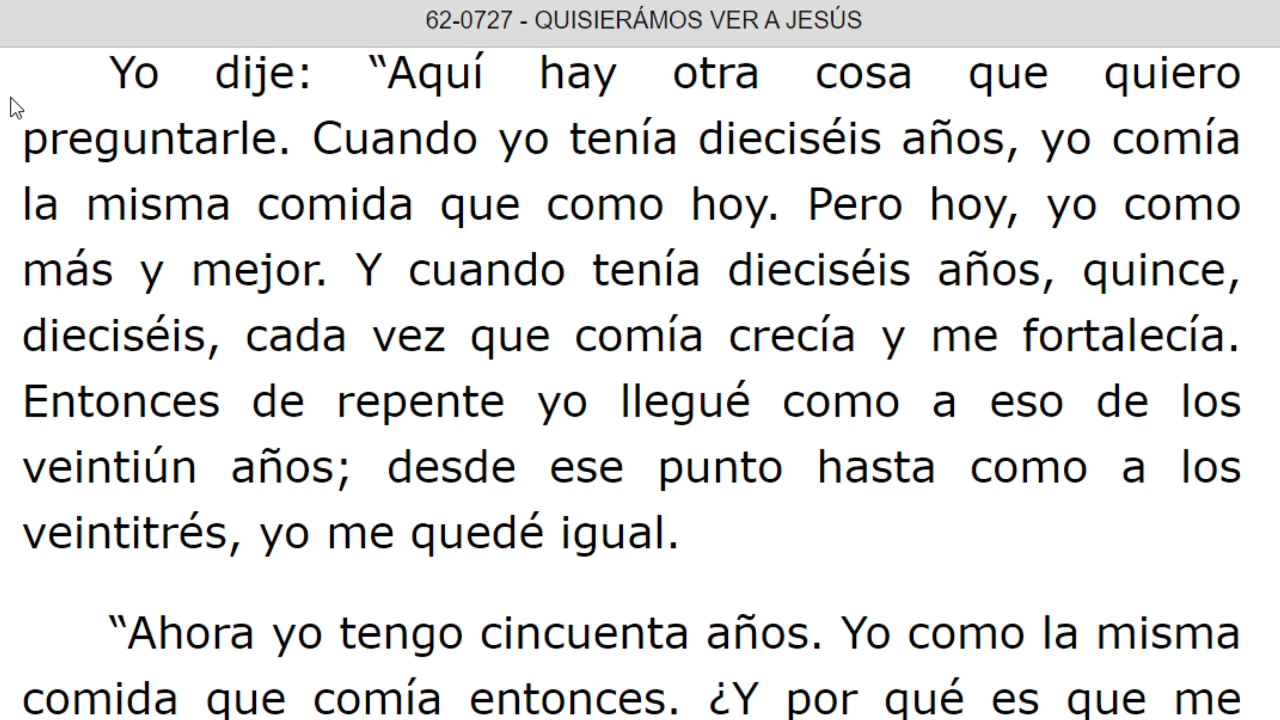 62-0727 - QUISIERÁMOS VER A JESÚS
Yo dije: “Aquí hay otra cosa que quiero
preguntarle. Cuando yo tenía dieciséis años, yo comía
la misma comida que como hoy. Pero hoy, yo como
más y mejor. Y cuando tenía dieciséis años, quince,
dieciséis, cada vez que comía crecía y me fortalecía.
Entonces de repente yo llegué como a eso de los
veintiún años; desde ese punto hasta como a los
veintitrés, yo me quedé igual.
“Ahora yo tengo cincuenta años. Yo como la misma
comida que comía entonces. ¿Y por qué es que me